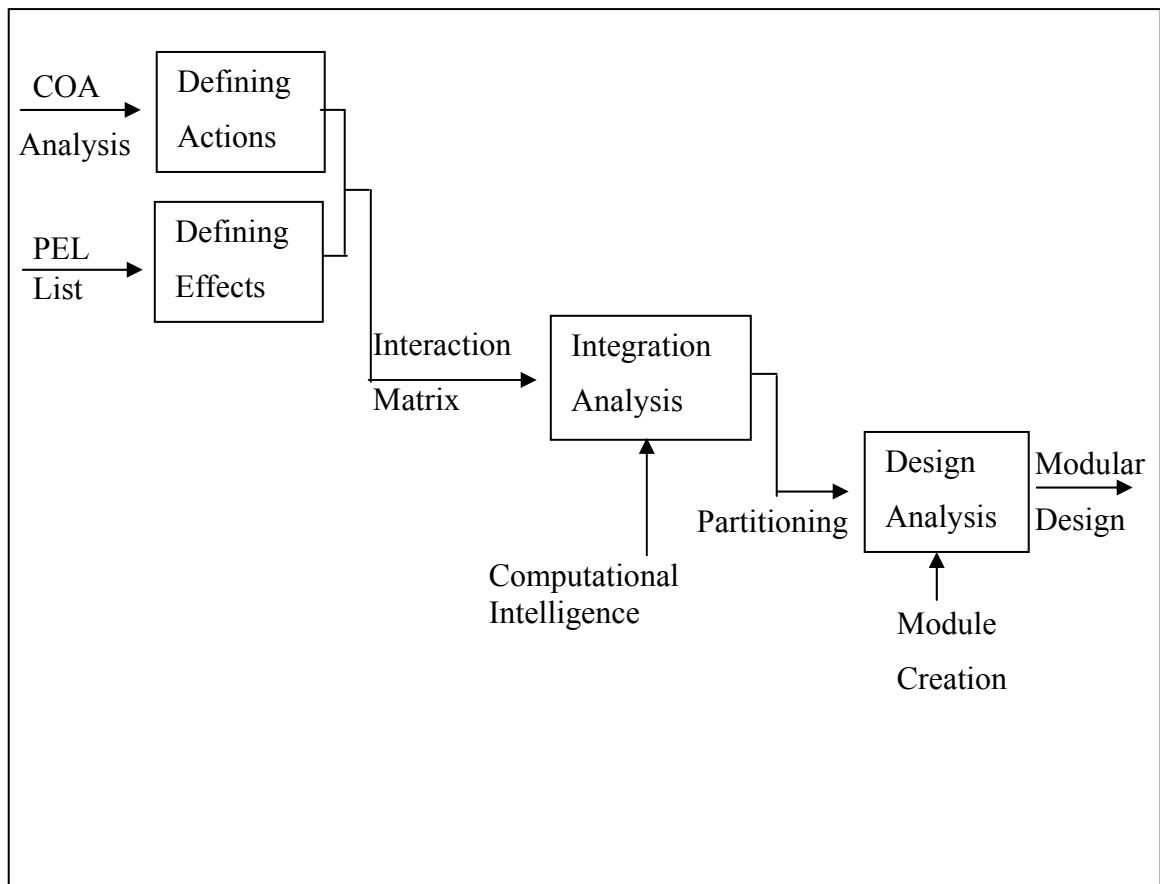 COA
Analysis
Defining
Actions
PEL
List
Defining
Effects
Interaction
Matrix
Integration
Analysis
Computational
Intelligence
Partitioning
Design
Analysis
Module
Creation
Modular
Design